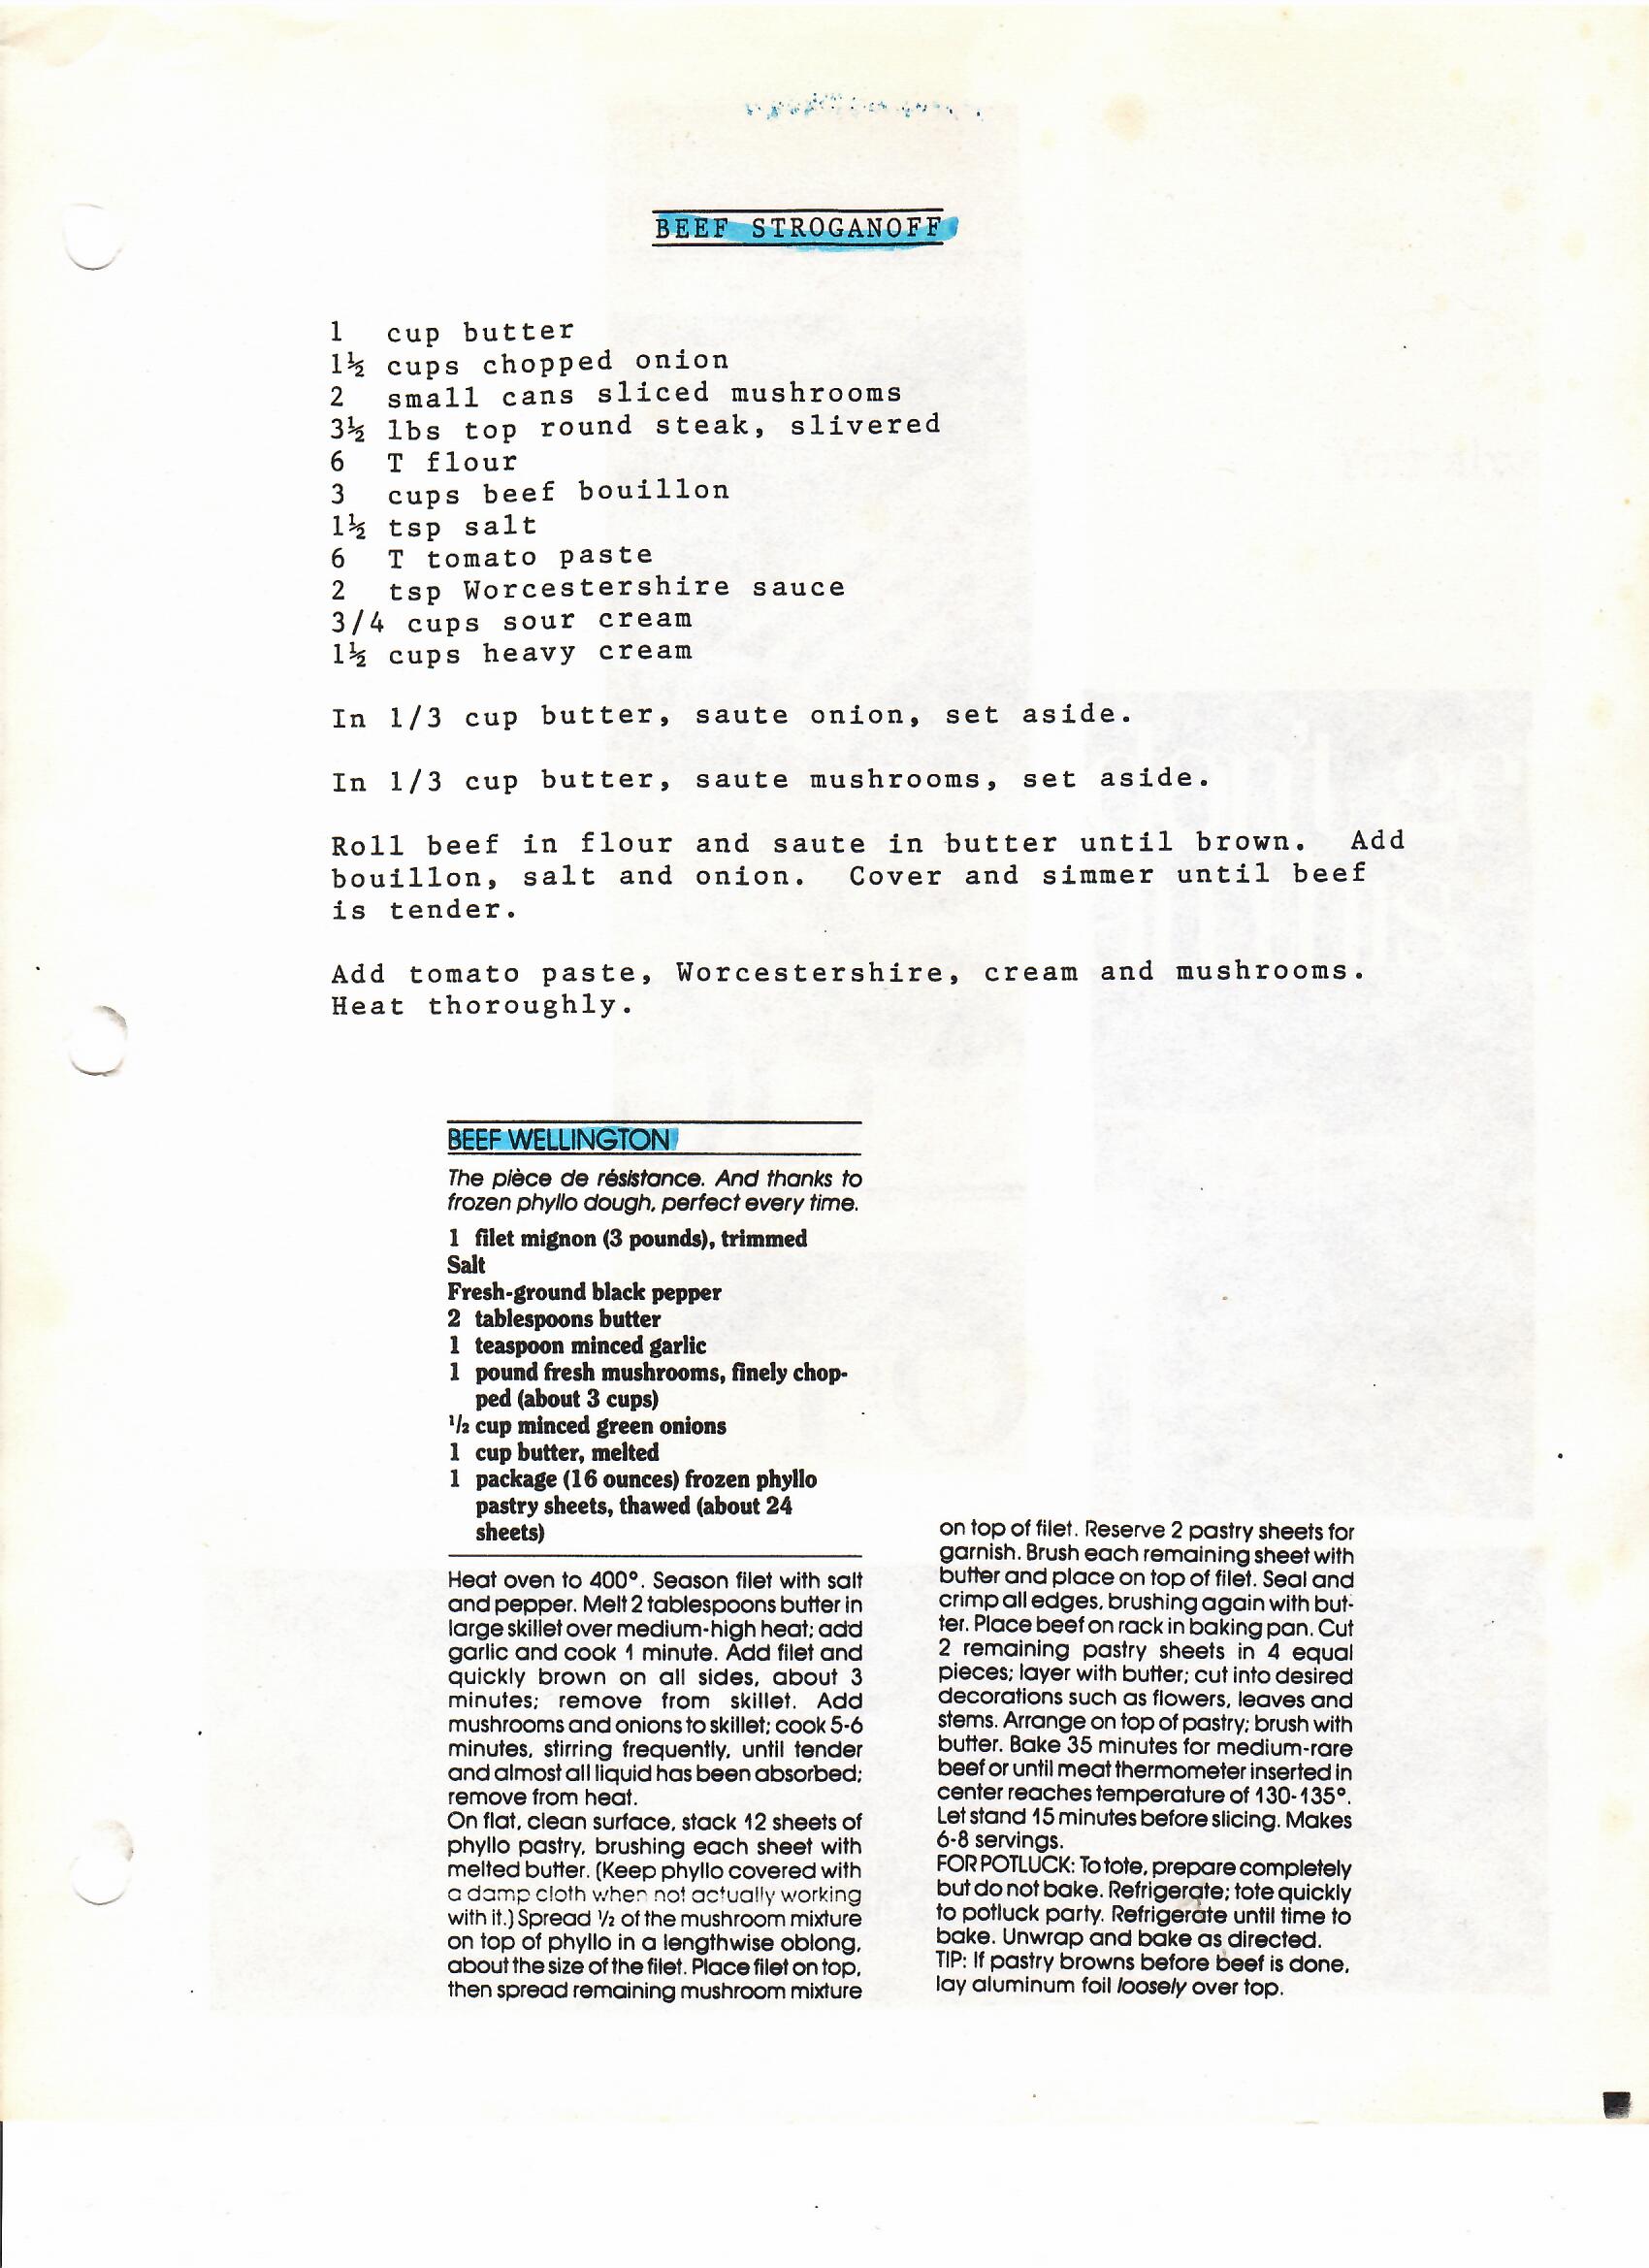 BEEF STROGANOFF
1 cup butter
1½ cups chopped onion
2 small cans sliced mushrooms
3½ lbs top round steak, slivered
6 T flour
3 cups beef bouillon
1½ tsp salt
6 T tomato paste
2 tsp Worcestershire sauce
3/4 cups sour cream
1½ cups heavy cream
In 1/3 cup butter, saute onion, set aside.
In 1/3 cup butter, saute mushrooms, set aside.
Roll beef in flour and saute in butter until brown. Add
bouillon, salt and onion. Cover and simmer until beef
is tender.
Add tomato paste, Worcestershire, cream and mushrooms.
Heat thoroughly.
BEEF WELLINGTON
The pièce de résistance. And thanks to
frozen phyllo dough, perfect every time.
1 filet mignon (3 pounds), trimmed
Salt
Fresh-ground black pepper
2 tablespoons butter
1 teaspoon minced garlic
1 pound fresh mushrooms, finely chop-
ped (about 3 cups)
½ cup minced green onions
1 cup butter, melted
1 package (16 ounces) frozen phyllo
pastry sheets, thawed (about 24
sheets)
Heat oven to 400°. Season filet with salt
and pepper. Melt 2 tablespoons butter in
large skillet over medium-high heat; add
garlic and cook 1 minute. Add filet and
quickly brown on all sides, about 3
minutes; remove from skillet. Add
mushrooms and onions to skillet; cook 5-6
minutes, stirring frequently, until tender
and almost all liquid has been absorbed;
remove from heat.
On flat, clean surface, stack 12 sheets of
phyllo pastry, brushing each sheet with
melted butter. (Keep phyllo covered with
a damp cloth when not actually working
with it.) Spread ½ of the mushroom mixture
on top of phyllo in a lengthwise oblong,
about the size of the filet. Place filet on top,
then spread remaining mushroom mixture
on top of filet. Reserve 2 pastry sheets for
garnish. Brush each remaining sheet with
butter and place on top of filet. Seal and
crimp all edges, brushing again with but-
ter. Place beef on rack in baking pan. Cut
2 remaining pastry sheets in 4 equal
pieces; layer with butter; cut into desired
decorations such as flowers, leaves and
stems. Arrange on top of pastry; brush with
butter. Bake 35 minutes for medium-rare
beef or until meat thermometer inserted in
center reaches temperature of 130-135°.
Let stand 15 minutes before slicing. Makes
6-8 servings.
FOR POTLUCK: To tote, prepare completely
but do not bake. Refrigerate; tote quickly
to potluck party. Refrigerate until time to
bake. Unwrap and bake as directed.
TIP: If pastry browns before beef is done,
lay aluminum foil loosely over top.